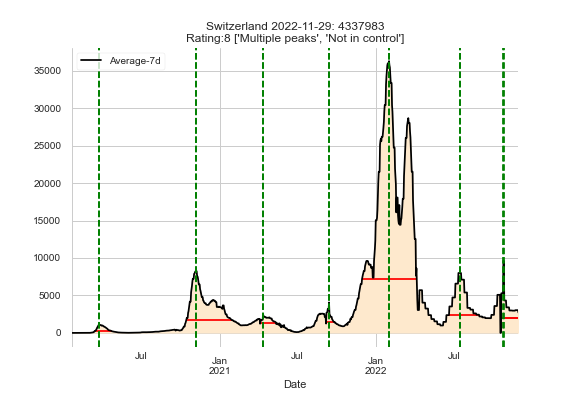 Switzerland 2022-11-29: 4337983
Rating:8 ['Multiple peaks', 'Not in control']
Average-7d
35000
30000
25000
20000
15000
10000
5000
0
Jul
Jan
2021
Jul
Jan
2022
Jul
Date